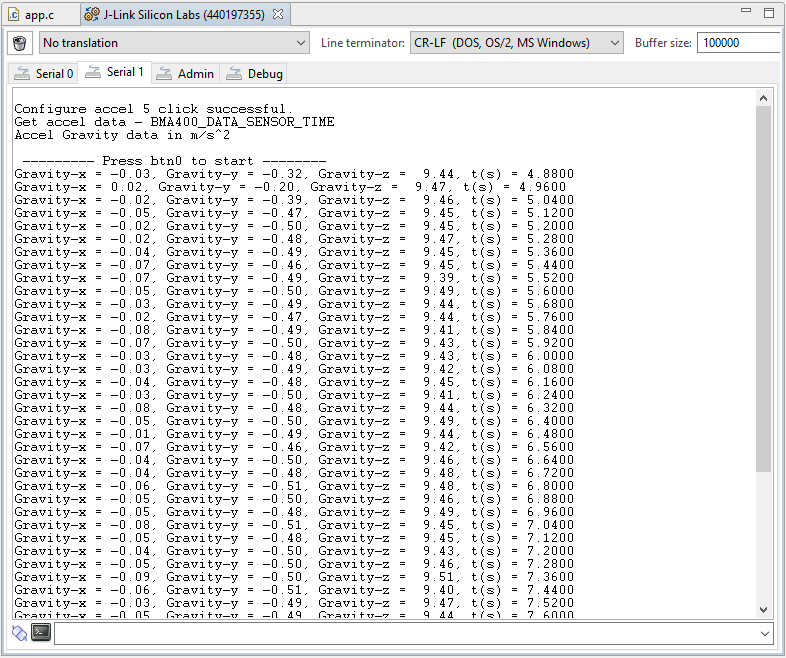 app.c
J-Link Silicon Labs (440197355)
No translation
Line terminator:
CR-LF (DOS, OS/2, MS Windows)
Buffer size:
100000
Serial 0
Serial 1
Admin
Debug
Configure accel 5 click successful.
Get accel data - BMA400_DATA_SENSOR_TIME
Accel Gravity data in m/s^2
--------- Press btn0 to start --------
Gravity-x = -0.03, Gravity-y = -0.32, Gravity-z =  9.44, t(s) = 4.8800
Gravity-x = 0.02, Gravity-y = -0.20, Gravity-z =  9.47, t(s) = 4.9600
Gravity-x = -0.02, Gravity-y = -0.39, Gravity-z =  9.46, t(s) = 5.0400
Gravity-x = -0.05, Gravity-y = -0.47, Gravity-z =  9.45, t(s) = 5.1200
Gravity-x = -0.02, Gravity-y = -0.50, Gravity-z =  9.45, t(s) = 5.2000
Gravity-x = -0.02, Gravity-y = -0.48, Gravity-z =  9.47, t(s) = 5.2800
Gravity-x = -0.04, Gravity-y = -0.49, Gravity-z =  9.45, t(s) = 5.3600
Gravity-x = -0.07, Gravity-y = -0.46, Gravity-z =  9.45, t(s) = 5.4400
Gravity-x = -0.07, Gravity-y = -0.49, Gravity-z =  9.39, t(s) = 5.5200
Gravity-x = -0.05, Gravity-y = -0.50, Gravity-z =  9.49, t(s) = 5.6000
Gravity-x = -0.03, Gravity-y = -0.49, Gravity-z =  9.44, t(s) = 5.6800
Gravity-x = -0.02, Gravity-y = -0.47, Gravity-z =  9.44, t(s) = 5.7600
Gravity-x = -0.08, Gravity-y = -0.49, Gravity-z =  9.41, t(s) = 5.8400
Gravity-x = -0.07, Gravity-y = -0.50, Gravity-z =  9.43, t(s) = 5.9200
Gravity-x = -0.03, Gravity-y = -0.48, Gravity-z =  9.43, t(s) = 6.0000
Gravity-x = -0.03, Gravity-y = -0.49, Gravity-z =  9.42, t(s) = 6.0800
Gravity-x = -0.04, Gravity-y = -0.48, Gravity-z =  9.45, t(s) = 6.1600
Gravity-x = -0.03, Gravity-y = -0.50, Gravity-z =  9.41, t(s) = 6.2400
Gravity-x = -0.08, Gravity-y = -0.48, Gravity-z =  9.44, t(s) = 6.3200
Gravity-x = -0.05, Gravity-y = -0.50, Gravity-z =  9.49, t(s) = 6.4000
Gravity-x = -0.01, Gravity-y = -0.49, Gravity-z =  9.44, t(s) = 6.4800
Gravity-x = -0.07, Gravity-y = -0.46, Gravity-z =  9.42, t(s) = 6.5600
Gravity-x = -0.04, Gravity-y = -0.50, Gravity-z =  9.46, t(s) = 6.6400
Gravity-x = -0.04, Gravity-y = -0.48, Gravity-z =  9.48, t(s) = 6.7200
Gravity-x = -0.06, Gravity-y = -0.51, Gravity-z =  9.48, t(s) = 6.8000
Gravity-x = -0.05, Gravity-y = -0.50, Gravity-z =  9.46, t(s) = 6.8800
Gravity-x = -0.05, Gravity-y = -0.48, Gravity-z =  9.49, t(s) = 6.9600
Gravity-x = -0.08, Gravity-y = -0.51, Gravity-z =  9.45, t(s) = 7.0400
Gravity-x = -0.05, Gravity-y = -0.48, Gravity-z =  9.45, t(s) = 7.1200
Gravity-x = -0.04, Gravity-y = -0.50, Gravity-z =  9.43, t(s) = 7.2000
Gravity-x = -0.05, Gravity-y = -0.50, Gravity-z =  9.46, t(s) = 7.2800
Gravity-x = -0.09, Gravity-y = -0.50, Gravity-z =  9.51, t(s) = 7.3600
Gravity-x = -0.06, Gravity-y = -0.51, Gravity-z =  9.40, t(s) = 7.4400
Gravity-x = -0.03, Gravity-y = -0.49, Gravity-z =  9.47, t(s) = 7.5200
Gravity-x = -0.05, Gravity-y = -0.49, Gravity-z =  9.44, t(s) = 7.6000